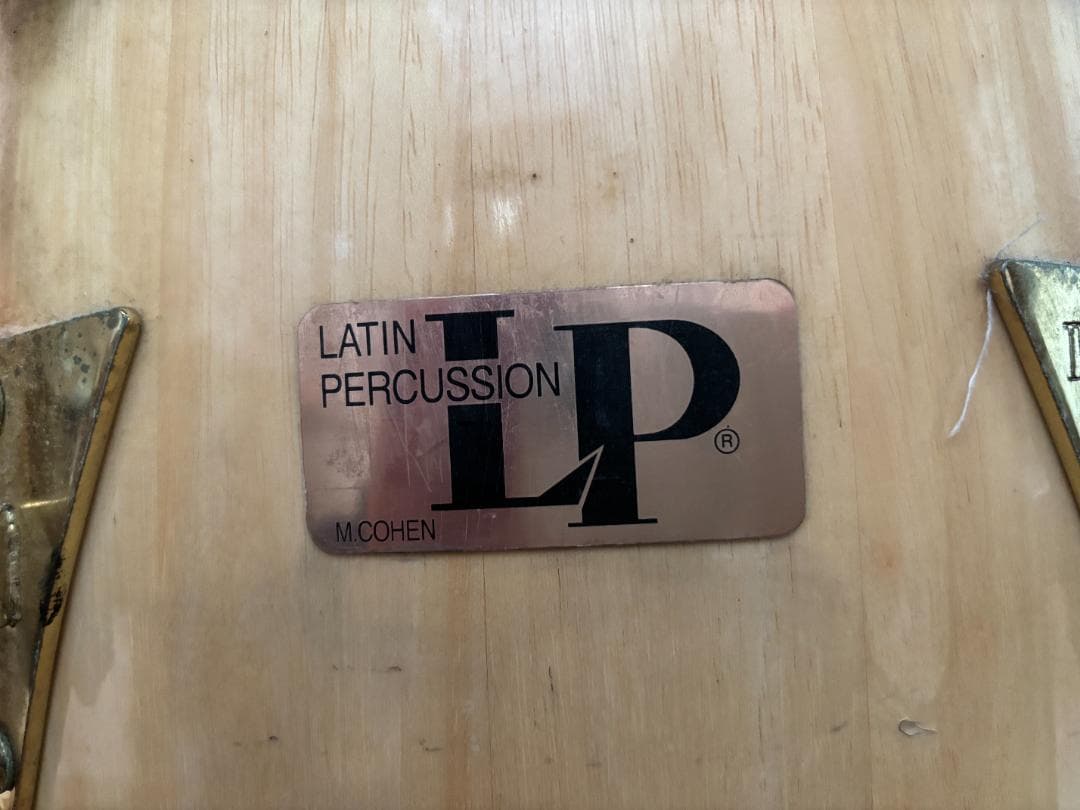 LATIN
PERCUSSION
LP
®
M.COHEN